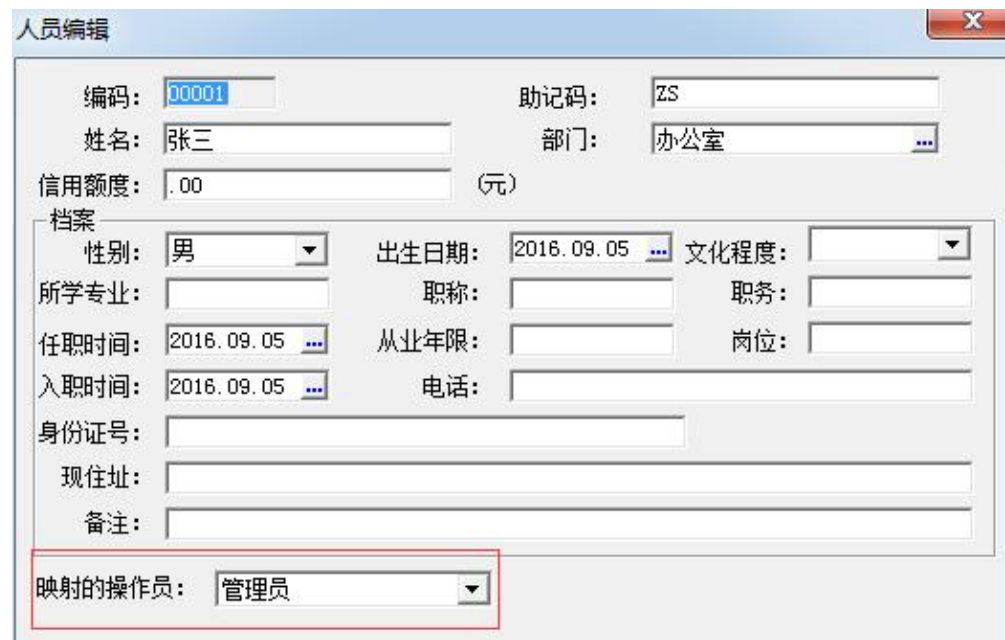 人员编辑
编码: 00001 助记码: ZS
姓名: 张三 部门: 办公室 ...
信用额度: .00 (元)
档案
性别: 男 出生日期: 2016.09.05 ... 文化程度:
所学专业: 职称: 职务:
任职时间: 2016.09.05 ... 从业年限: 岗位:
入职时间: 2016.09.05 ... 电话:
身份证号:
现住址:
备注:
映射的操作员: 管理员